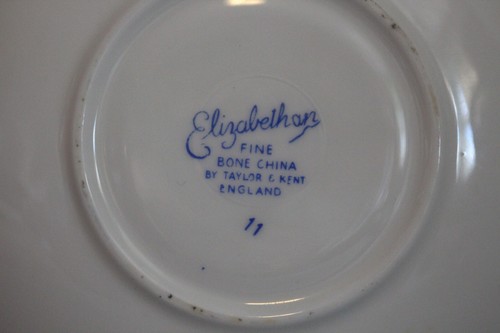 Elizabethan
FINE
BONE CHINA
BY TAYLOR & KENT
ENGLAND
11